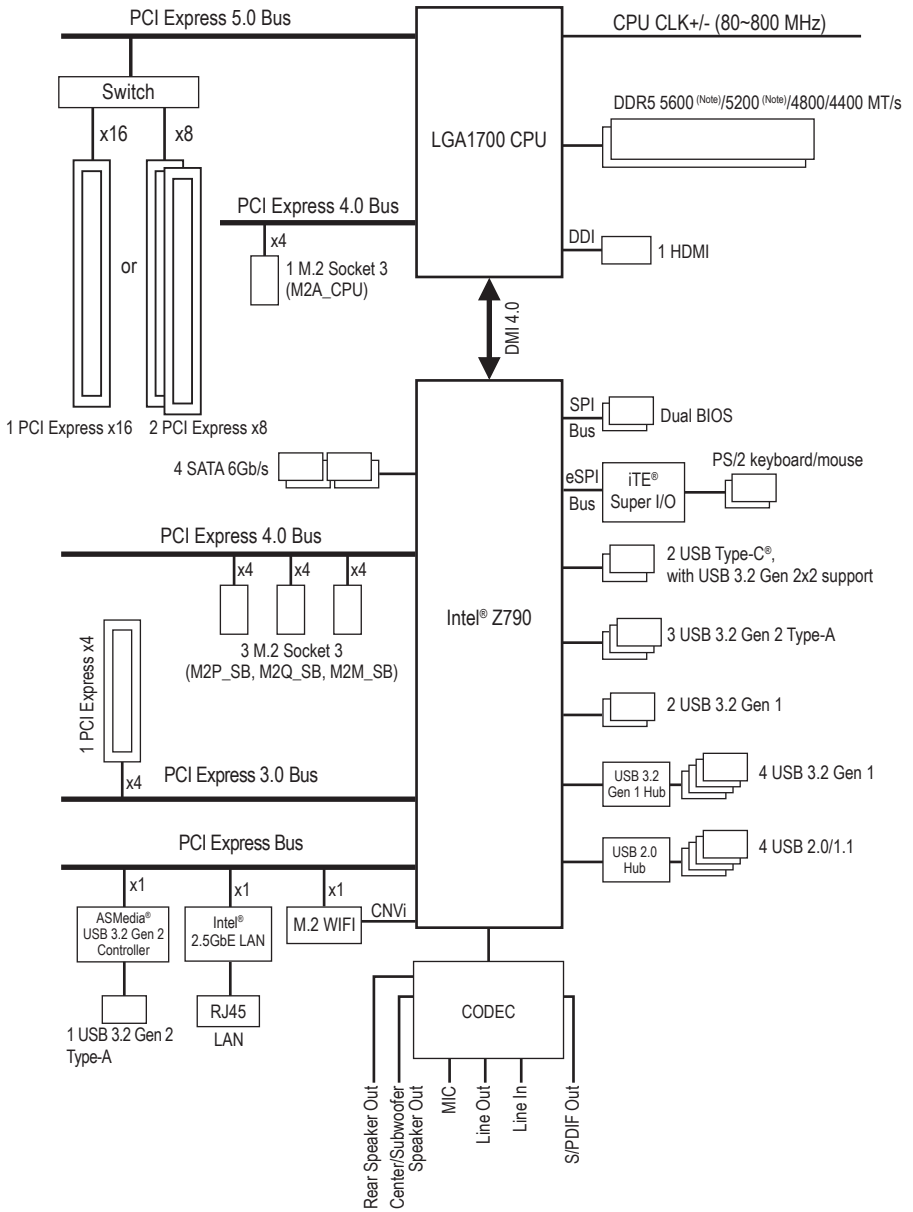 PCI Express 5.0 Bus
CPU CLK+/- (80~800 MHz)
Switch
x16
x8
LGA1700 CPU
DDR5 5600 (Note)/5200 (Note)/4800/4400 MT/s
PCI Express 4.0 Bus
x4
or
1 M.2 Socket 3
(M2A_CPU)
DDI
1 HDMI
DMI 4.0
1 PCI Express x16
2 PCI Express x8
SPI
Bus
Dual BIOS
4 SATA 6Gb/s
eSPI
Bus
iTE®
Super I/O
PS/2 keyboard/mouse
PCI Express 4.0 Bus
x4
x4
x4
3 M.2 Socket 3
(M2P_SB, M2Q_SB, M2M_SB)
Intel® Z790
2 USB Type-C®,
with USB 3.2 Gen 2x2 support
3 USB 3.2 Gen 2 Type-A
1 PCI Express x4
2 USB 3.2 Gen 1
x4
PCI Express 3.0 Bus
USB 3.2
Gen 1 Hub
4 USB 3.2 Gen 1
PCI Express Bus
USB 2.0
Hub
4 USB 2.0/1.1
x1
x1
x1
ASMedia®
USB 3.2 Gen 2
Controller
Intel®
2.5GbE LAN
M.2 WIFI
CNVi
1 USB 3.2 Gen 2
Type-A
RJ45
LAN
CODEC
Rear Speaker Out
Center/Subwoofer
Speaker Out
MIC
Line Out
Line In
S/PDIF Out